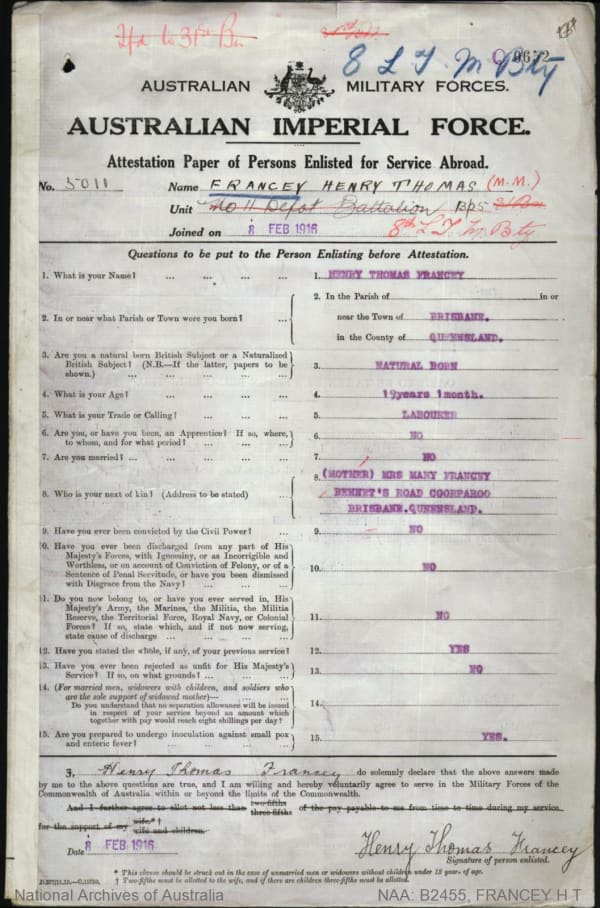 Tfd to 31st Bn
C 9672
8 L T M Bty
AUSTRALIAN MILITARY FORCES.
AUSTRALIAN IMPERIAL FORCE.
Attestation Paper of Persons Enlisted for Service Abroad.
No. 5011 Name FRANCEY HENRY THOMAS (M.M.)
Unit No 11 Depot Battalion 31 Bn
Joined on 8 FEB 1916 8th L T M Bty
Questions to be put to the Person Enlisting before Attestation.
1. What is your Name? ... ... ... ... 1. HENRY THOMAS FRANCEY
2. In or near what Parish or Town were you born? ... 2. In the Parish of in or
near the Town of BRISBANE.
in the County of QUEENSLAND.
3. Are you a natural born British Subject or a Naturalized
British Subject? (N.B.—If the latter, papers to be
shown.) ... ... ... ... ... 3. NATURAL BORN
4. What is your Age? ... ... ... ... 4. 19years 1month.
5. What is your Trade or Calling? ... ... ... 5. LABOURER
6. Are you, or have you been, an Apprentice? If so, where,
to whom, and for what period? ... ... ... 6. NO
7. Are you married? ... ... ... ... ... 7. NO
8. Who is your next of kin? (Address to be stated) ... 8. (MOTHER) MRS MARY FRANCEY
BENNET'S ROAD COORPAROO
BRISBANE.QUEENSLAND.
9. Have you ever been convicted by the Civil Power? ... 9. NO
10. Have you ever been discharged from any part of His
Majesty's Forces, with Ignominy, or as Incorrigible and
Worthless, or on account of Conviction of Felony, or of a
Sentence of Penal Servitude, or have you been dismissed
with Disgrace from the Navy? ... ... ... 10. NO
11. Do you now belong to, or have you ever served in, His
Majesty's Army, the Marines, the Militia, the Militia
Reserve, the Territorial Force, Royal Navy, or Colonial
Forces? If so, state which, and if not now serving,
state cause of discharge ... ... ... ... 11. NO
12. Have you stated the whole, if any, of your previous service? 12. YES
13. Have you ever been rejected as unfit for His Majesty's
Service? If so, on what grounds? ... ... ... 13. NO
14. (For married men, widowers with children, and soldiers who
are the sole support of widowed mother)—
Do you understand that no separation allowance will be issued
in respect of your service beyond an amount which
together with pay would reach eight shillings per day? 14.
15. Are you prepared to undergo inoculation against small pox
and enteric fever? ... ... ... ... 15. YES.
I, Henry Thomas Francey do solemnly declare that the above answers made
by me to the above questions are true, and I am willing and hereby voluntarily agree to serve in the Military Forces of the
Commonwealth of Australia within or beyond the limits of the Commonwealth.
And I further agree to allot not less than two-fifths three-fifths of the pay payable to me from time to time during my service
for the support of my wife*† wife and children.
Date 8 FEB 1916
Henry Thomas Francey
Signature of person enlisted.
* This clause should be struck out in the case of unmarried men or widowers without children under 18 years of age.
† Two-fifths must be allotted to the wife, and if there are children three-fifths must be allotted.
National Archives of Australia NAA: B2455, FRANCEY H T